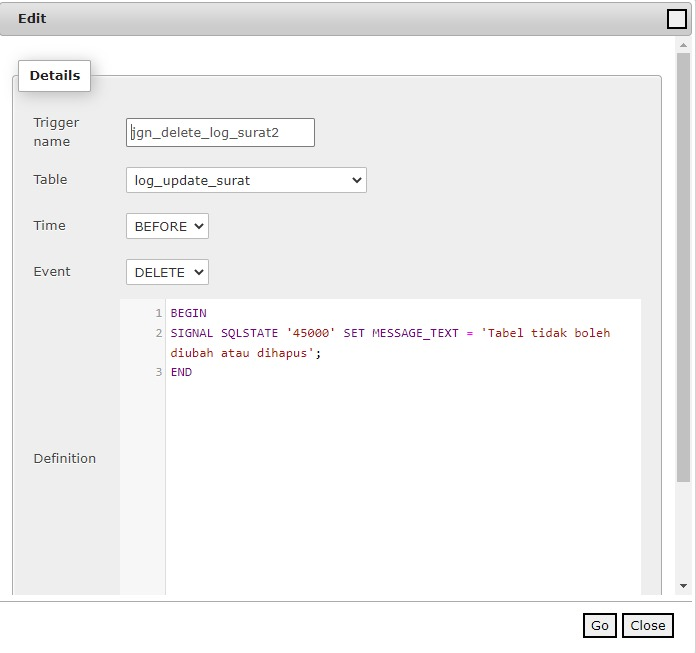 Edit
Details
Trigger
name
jgn_delete_log_surat2
Table
log_update_surat
Time
BEFORE
Event
DELETE
Definition
1 BEGIN
2 SIGNAL SQLSTATE '45000' SET MESSAGE_TEXT = 'Tabel tidak boleh
diubah atau dihapus';
3 END
Go
Close